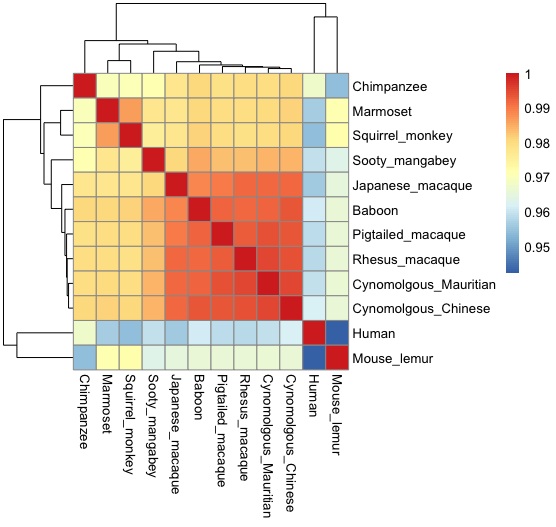 Chimpanzee
Marmoset
Squirrel_monkey
Sooty_mangabey
Japanese_macaque
Baboon
Pigtailed_macaque
Rhesus_macaque
Cynomolgous_Mauritian
Cynomolgous_Chinese
Human
Mouse_lemur
1
0.99
0.98
0.97
0.96
0.95
Chimpanzee
Marmoset
Squirrel_monkey
Sooty_mangabey
Japanese_macaque
Baboon
Pigtailed_macaque
Rhesus_macaque
Cynomolgous_Mauritian
Cynomolgous_Chinese
Human
Mouse_lemur